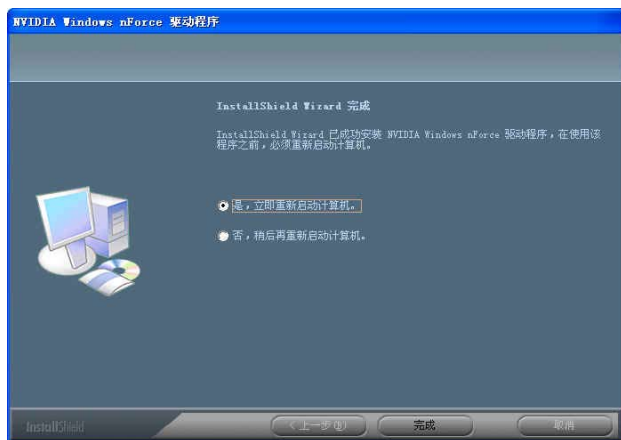 NVIDIA Windows nForce 驱动程序
InstallShield Wizard 完成
InstallShield Wizard 已成功安装 NVIDIA Windows nForce 驱动程序，在使用该
程序之前，必须重新启动计算机。
是，立即重新启动计算机。
否，稍后再重新启动计算机。
InstallShield
< 上一步(B)
完成
取消